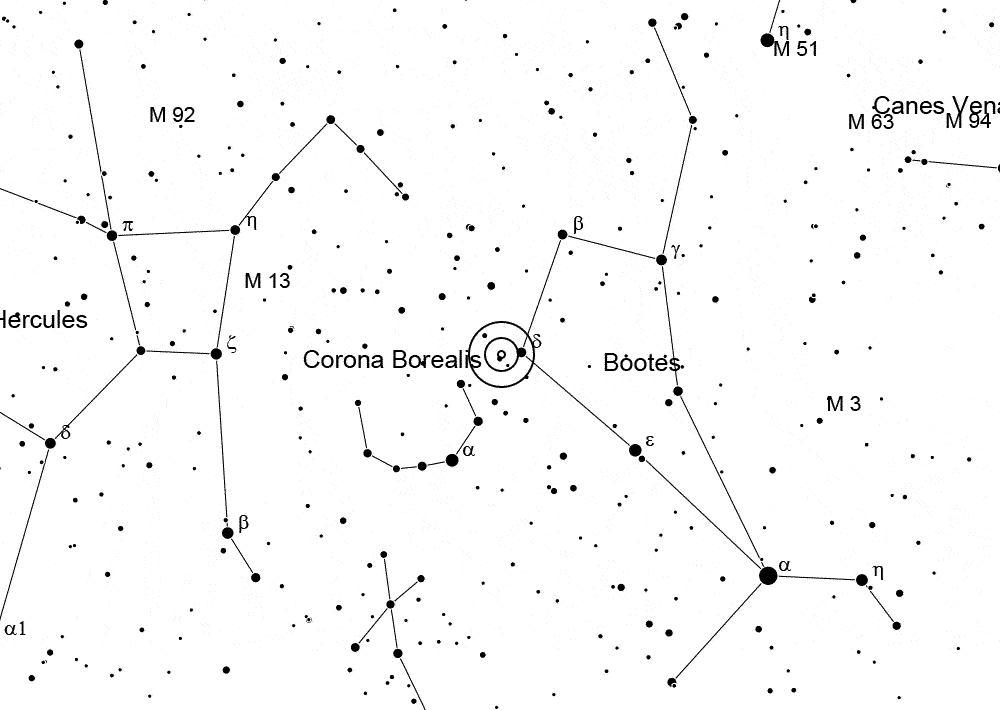 η
M 51
Canes Vena
M 92
M 63
M 94
π
η
β
γ
M 13
Hercules
ζ
δ
Corona Borealis
Bootes
M 3
δ
ε
α
β
α
η
α1